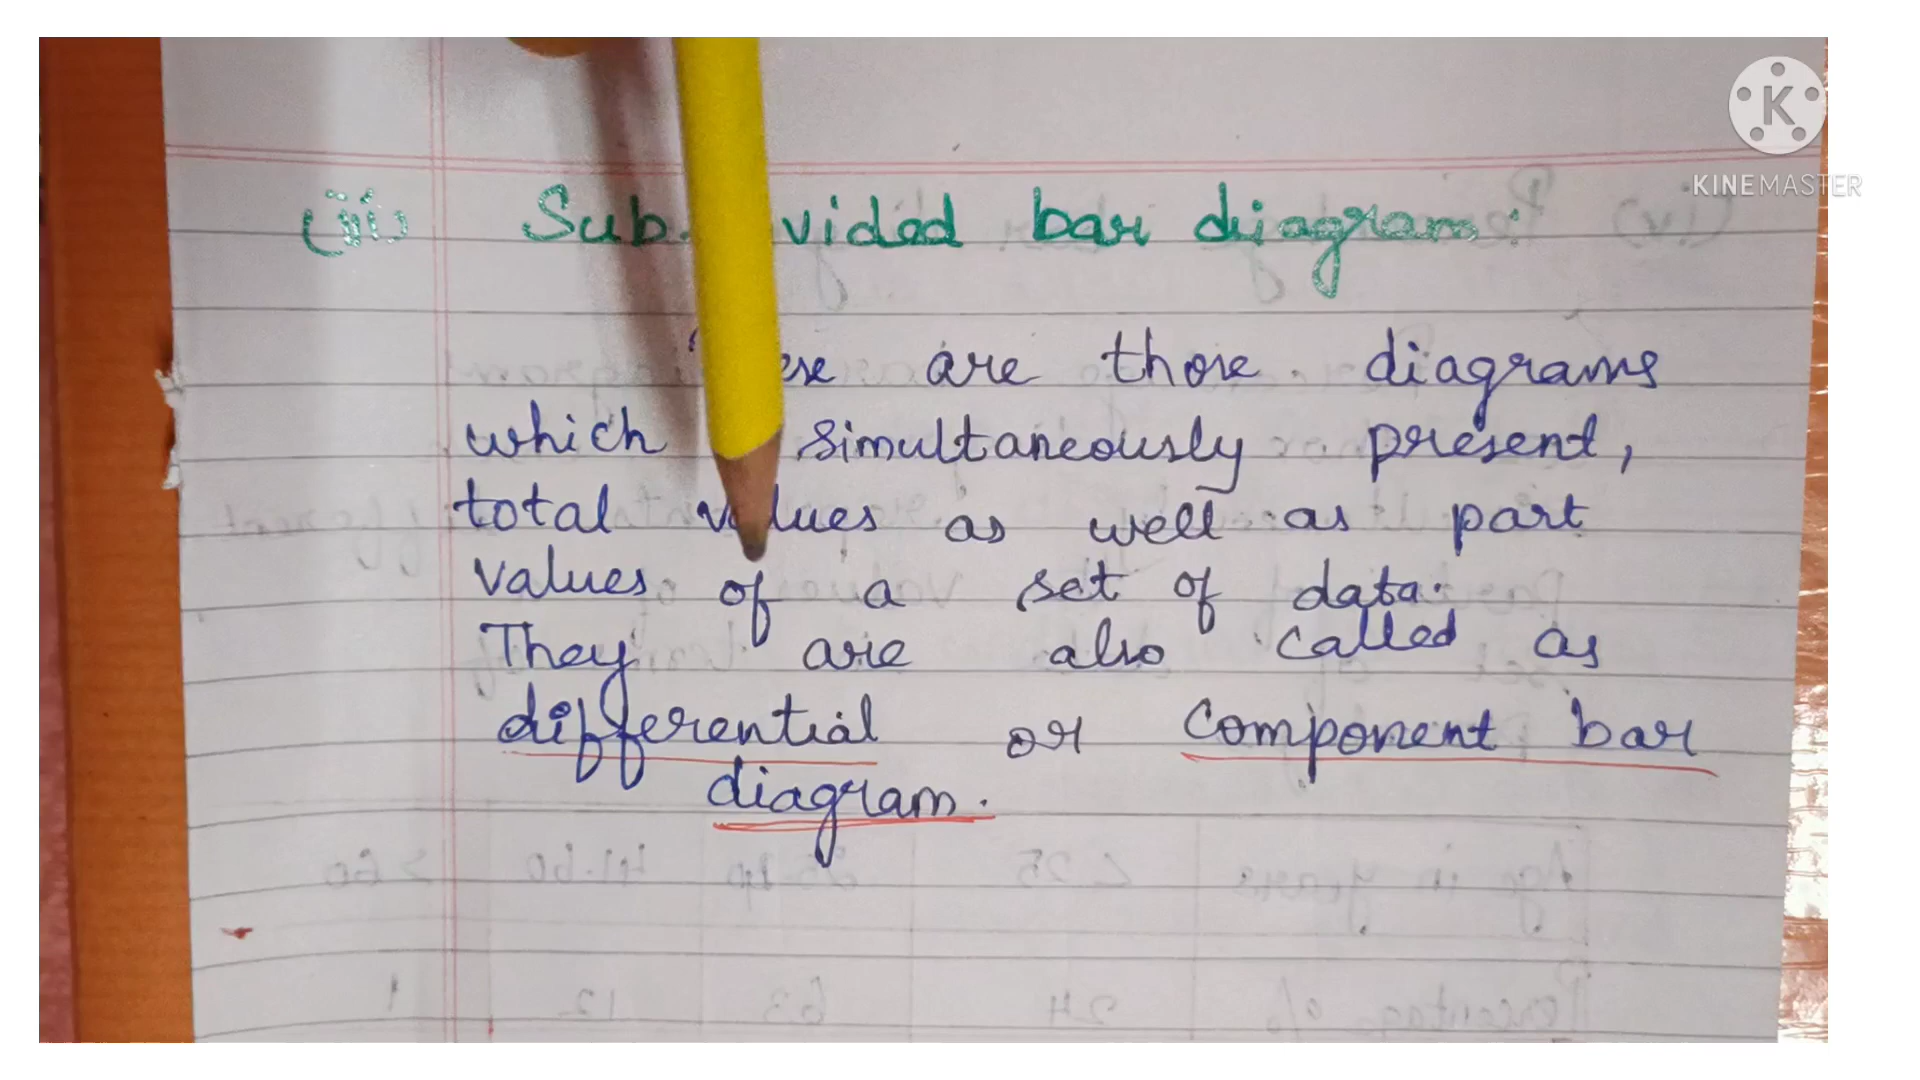 (iii) Sub. vided bar diagram:
ese are those diagrams
which simultaneously present,
total values as well as part
values of a set of data.
They are also called as
differential or component bar
diagram.
KINEMASTER